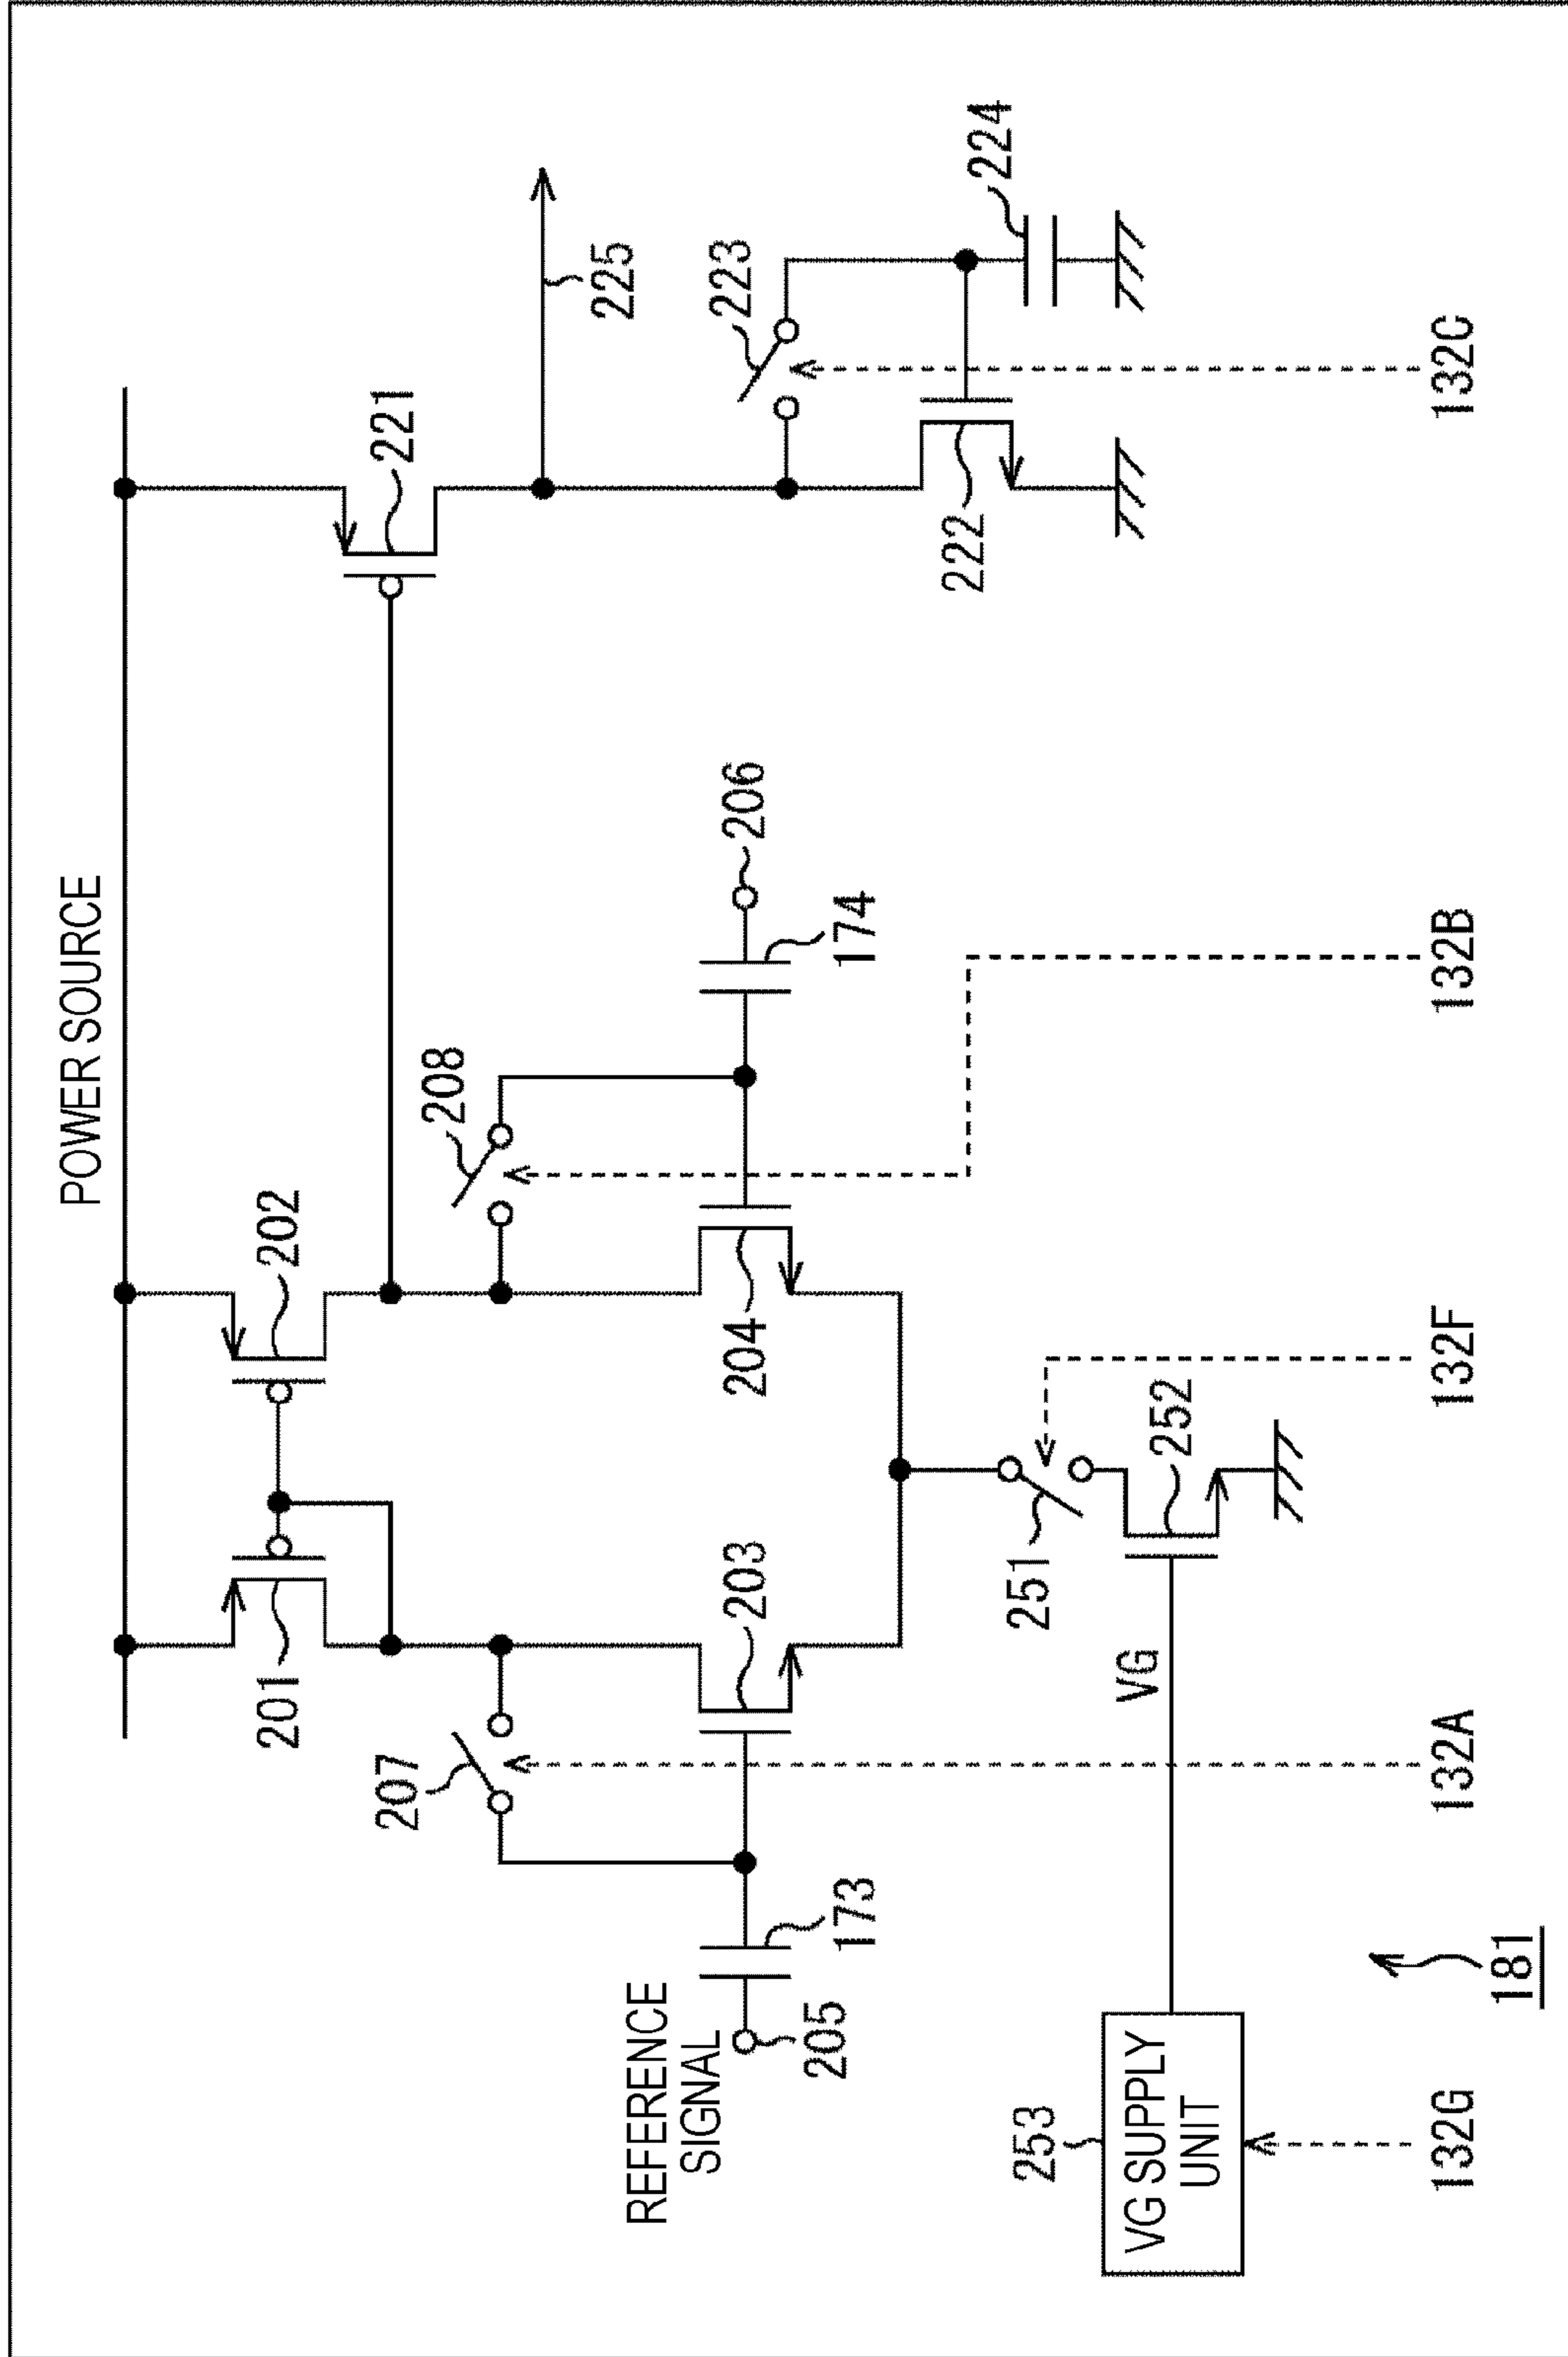 POWER SOURCE
201
202
221
207
208
225
REFERENCE
SIGNAL
205
173
203
204
174
206
223
224
222
251
252
253
VG SUPPLY
UNIT
VG
132G
132A
132F
132B
132C
181